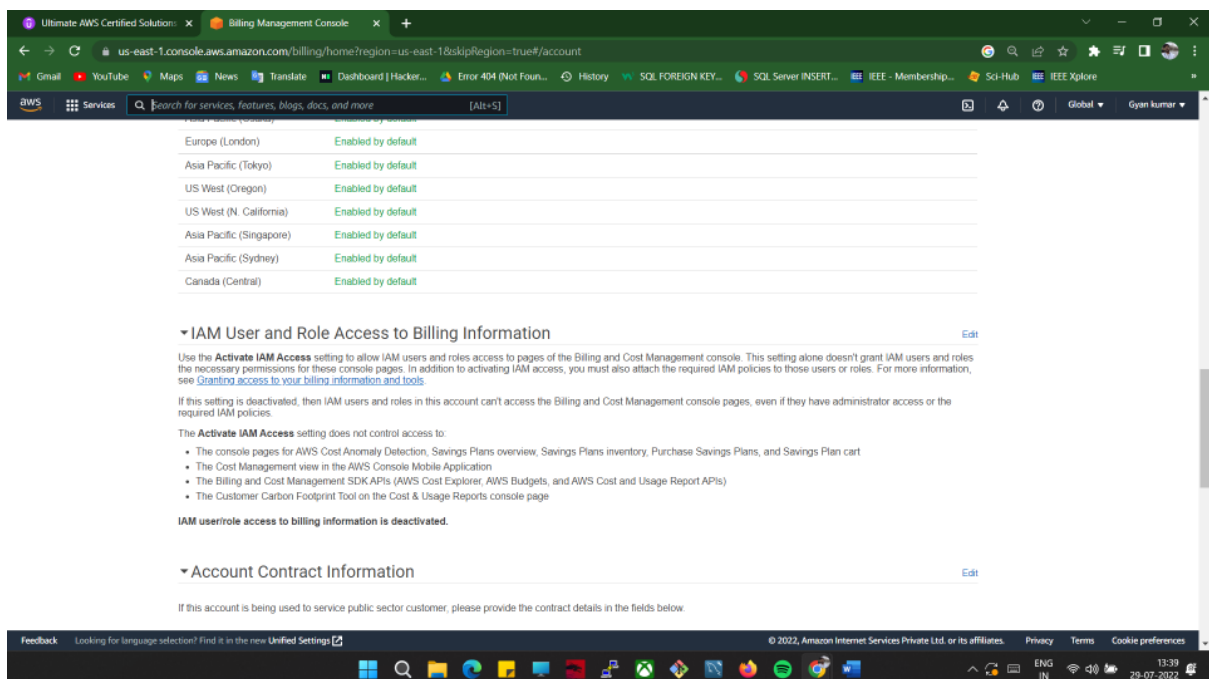 Ultimate AWS Certified Solutions
Billing Management Console
us-east-1.console.aws.amazon.com/billing/home?region=us-east-1&skipRegion=true#/account
Gmail YouTube Maps News Translate Dashboard | Hacker... Error 404 (Not Foun... History SQL FOREIGN KEY... SQL Server INSERT... IEEE - Membership... Sci-Hub IEEE Xplore
aws Services Search for services, features, blogs, docs, and more [Alt+S] Global Gyan kumar
Asia Pacific (Osaka) Enabled by default
Europe (London) Enabled by default
Asia Pacific (Tokyo) Enabled by default
US West (Oregon) Enabled by default
US West (N. California) Enabled by default
Asia Pacific (Singapore) Enabled by default
Asia Pacific (Sydney) Enabled by default
Canada (Central) Enabled by default
IAM User and Role Access to Billing Information Edit
Use the Activate IAM Access setting to allow IAM users and roles access to pages of the Billing and Cost Management console. This setting alone doesn't grant IAM users and roles
the necessary permissions for these console pages. In addition to activating IAM access, you must also attach the required IAM policies to those users or roles. For more information,
see Granting access to your billing information and tools.
If this setting is deactivated, then IAM users and roles in this account can't access the Billing and Cost Management console pages, even if they have administrator access or the
required IAM policies.
The Activate IAM Access setting does not control access to:
• The console pages for AWS Cost Anomaly Detection, Savings Plans overview, Savings Plans inventory, Purchase Savings Plans, and Savings Plan cart
• The Cost Management view in the AWS Console Mobile Application
• The Billing and Cost Management SDK APIs (AWS Cost Explorer, AWS Budgets, and AWS Cost and Usage Report APIs)
• The Customer Carbon Footprint Tool on the Cost & Usage Reports console page
IAM user/role access to billing information is deactivated.
Account Contract Information Edit
If this account is being used to service public sector customer, please provide the contract details in the fields below.
Feedback Looking for language selection? Find it in the new Unified Settings © 2022, Amazon Internet Services Private Ltd. or its affiliates. Privacy Terms Cookie preferences
ENG 13:39
IN 29-07-2022